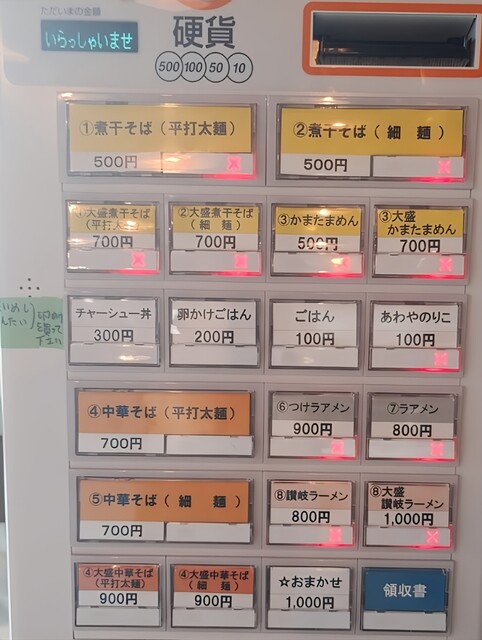 ただいまの金額
いらっしゃいませ
硬貨
500 100 50 10
①煮干そば(平打太麺)
500円
②煮干そば(細麺)
500円
①大盛煮干そば
(平打太麺)
700円
②大盛煮干そば
(細麺)
700円
③かまたまめん
500円
③大盛
かまたまめん
700円
チャーシュー丼
300円
卵かけごはん
200円
ごはん
100円
あわやのりこ
100円
④中華そば(平打太麺)
700円
⑥つけラアメン
900円
⑦ラアメン
800円
⑤中華そば(細麺)
700円
⑧讃岐ラーメン
800円
⑧大盛
讃岐ラーメン
1,000円
④大盛中華そば
(平打太麺)
900円
④大盛中華そば
(細麺)
900円
☆おまかせ
1,000円
領収書